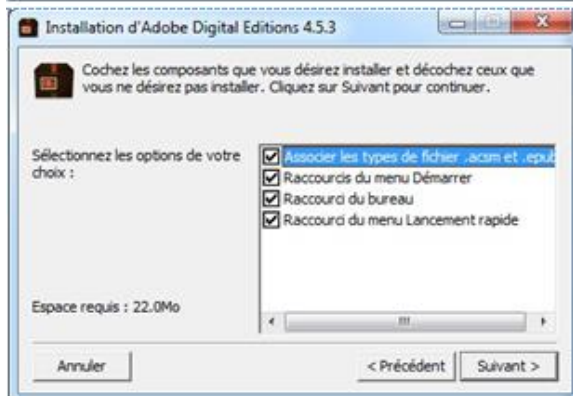 Installation d'Adobe Digital Editions 4.5.3
Cochez les composants que vous désirez installer et décochez ceux que
vous ne désirez pas installer. Cliquez sur Suivant pour continuer.
Sélectionnez les options de votre
choix :
Associer les types de fichier .acsm et .epub
Raccourcis du menu Démarrer
Raccourci du bureau
Raccourci du menu Lancement rapide
Espace requis : 22.0Mo
Annuler
< Précédent
Suivant >